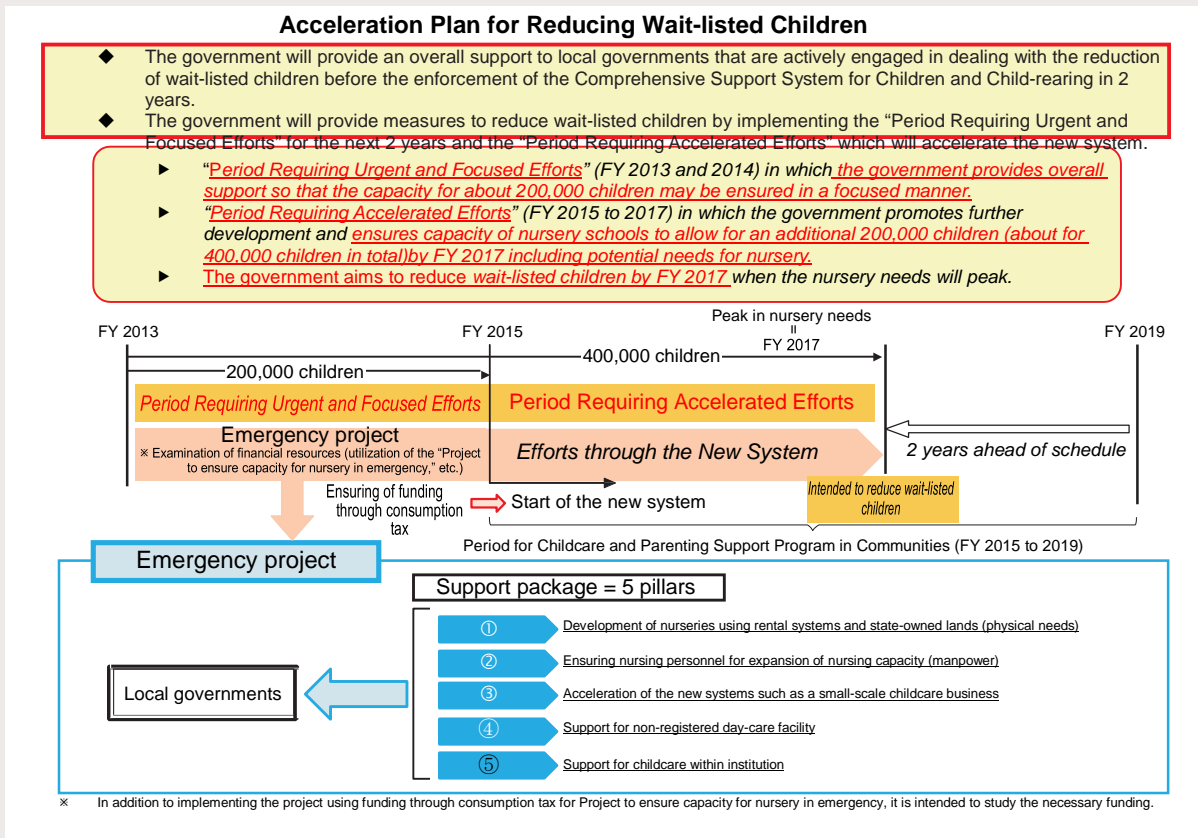 Acceleration Plan for Reducing Wait-listed Children
◆ The government will provide an overall support to local governments that are actively engaged in dealing with the reduction
of wait-listed children before the enforcement of the Comprehensive Support System for Children and Child-rearing in 2
years.
◆ The government will provide measures to reduce wait-listed children by implementing the “Period Requiring Urgent and
Focused Efforts” for the next 2 years and the “Period Requiring Accelerated Efforts” which will accelerate the new system.
▶ “Period Requiring Urgent and Focused Efforts” (FY 2013 and 2014) in which the government provides overall
support so that the capacity for about 200,000 children may be ensured in a focused manner.
▶ “Period Requiring Accelerated Efforts” (FY 2015 to 2017) in which the government promotes further
development and ensures capacity of nursery schools to allow for an additional 200,000 children (about for
400,000 children in total)by FY 2017 including potential needs for nursery.
▶ The government aims to reduce wait-listed children by FY 2017 when the nursery needs will peak.
Peak in nursery needs
FY 2013
FY 2015
=
FY 2017
FY 2019
400,000 children
200,000 children
Period Requiring Urgent and Focused Efforts
Period Requiring Accelerated Efforts
Emergency project
※ Examination of financial resources (utilization of the “Project
to ensure capacity for nursery in emergency,” etc.)
Efforts through the New System
2 years ahead of schedule
Ensuring of funding
through consumption
tax
Start of the new system
Intended to reduce wait-listed
children
Period for Childcare and Parenting Support Program in Communities (FY 2015 to 2019)
Emergency project
Support package = 5 pillars
① Development of nurseries using rental systems and state-owned lands (physical needs)
② Ensuring nursing personnel for expansion of nursing capacity (manpower)
③ Acceleration of the new systems such as a small-scale childcare business
Local governments
④ Support for non-registered day-care facility
⑤ Support for childcare within institution
※ In addition to implementing the project using funding through consumption tax for Project to ensure capacity for nursery in emergency, it is intended to study the necessary funding.